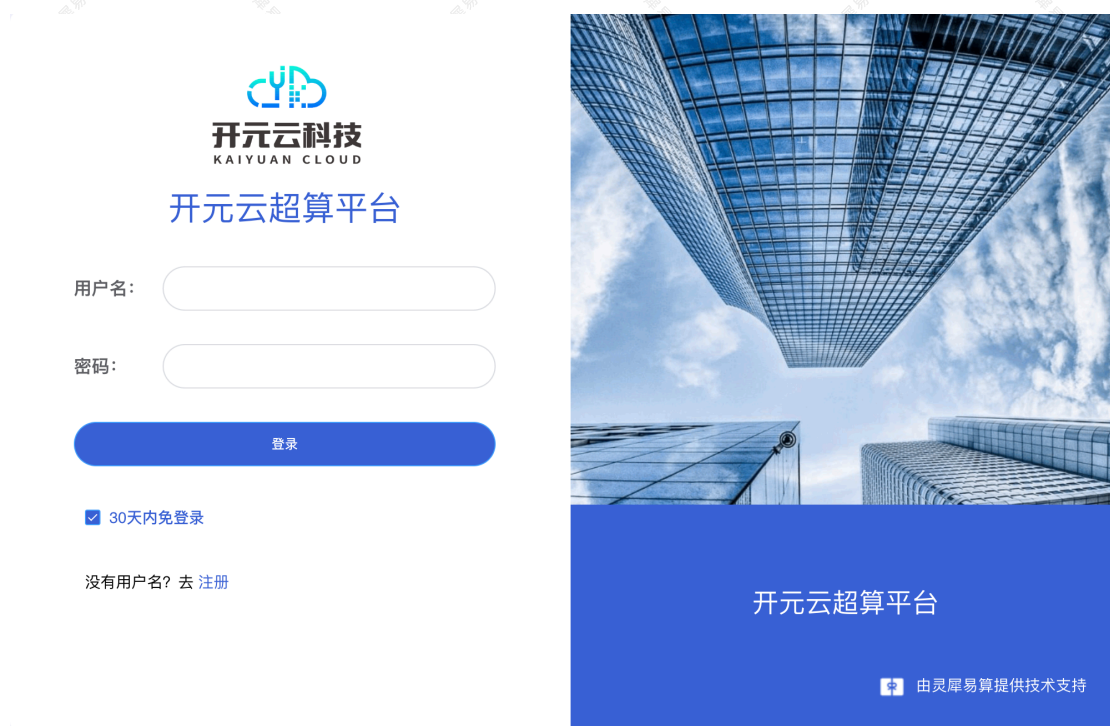 开元云科技
KAIYUAN CLOUD
开元云超算平台
用户名：
密码：
登录
30天内免登录
没有用户名？去 注册
开元云超算平台
由灵犀易算提供技术支持